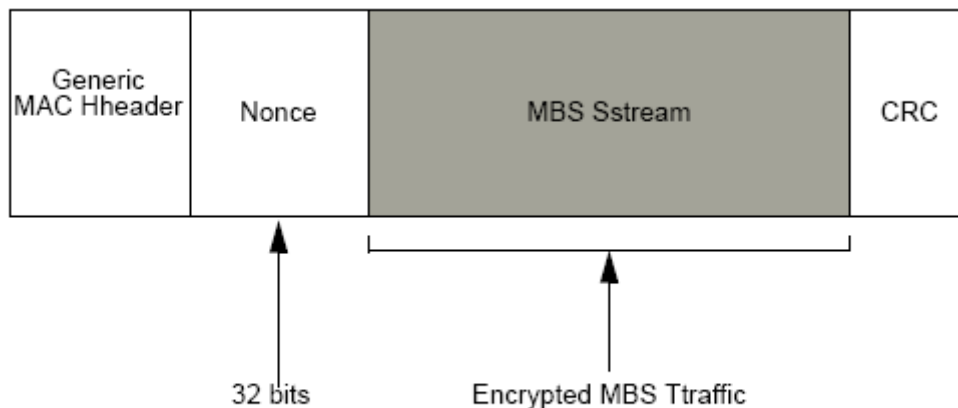 Generic
MAC Hheader
Nonce
MBS Sstream
CRC
32 bits
Encrypted MBS Ttraffic